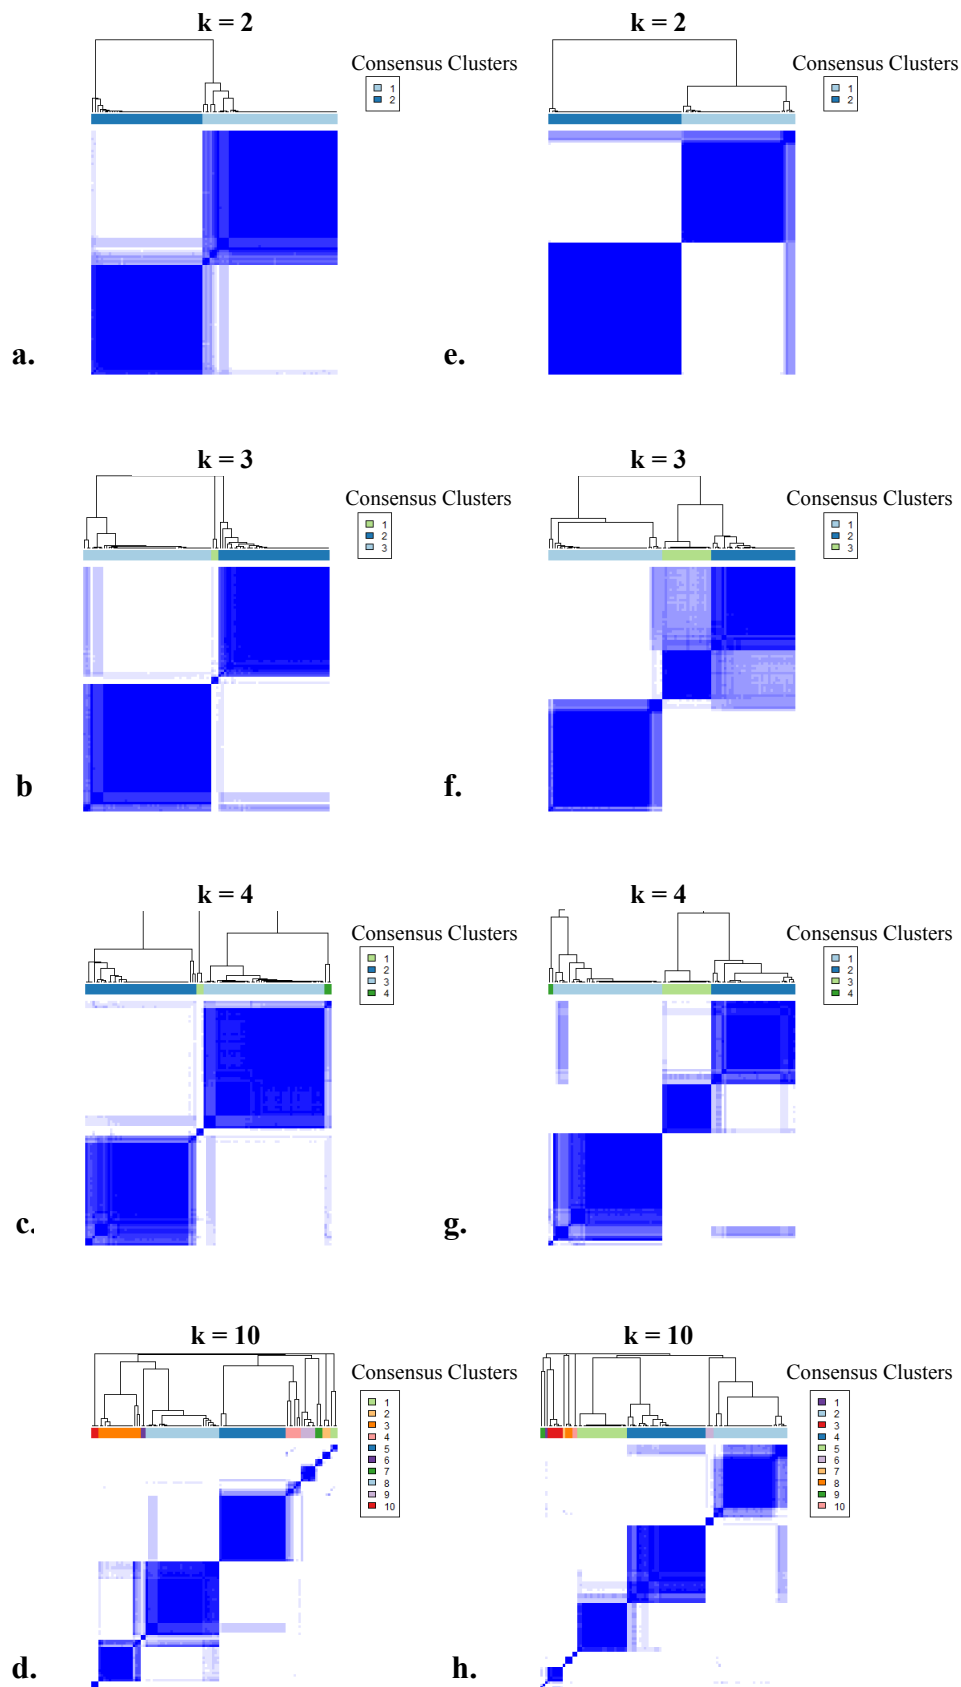 k = 2
Consensus Clusters
1
2
a.
k = 2
Consensus Clusters
1
2
e.
k = 3
Consensus Clusters
1
2
3
b
k = 3
Consensus Clusters
1
2
3
f.
k = 4
Consensus Clusters
1
2
3
4
c.
k = 4
Consensus Clusters
1
2
3
4
g.
k = 10
Consensus Clusters
1
2
3
4
5
6
7
8
9
10
d.
k = 10
Consensus Clusters
1
2
3
4
5
6
7
8
9
10
h.